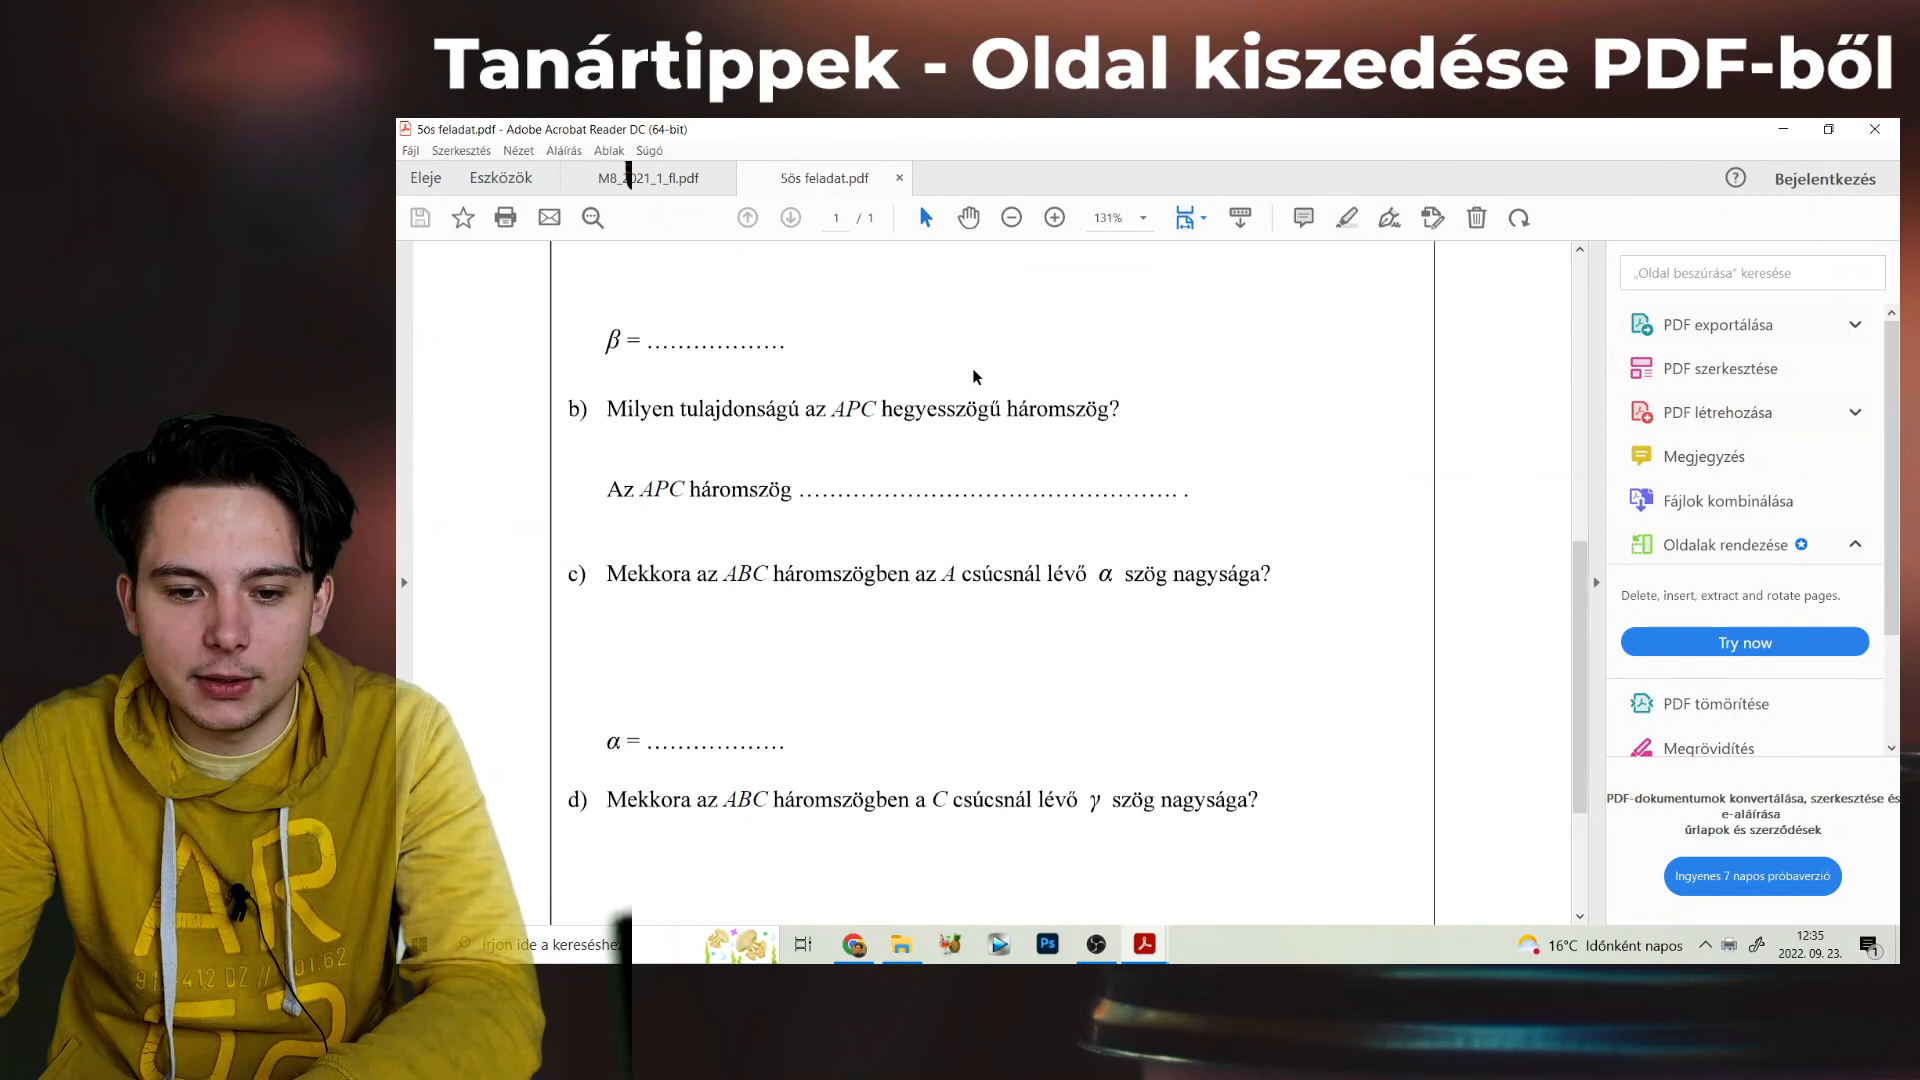 Tanártippek - Oldal kiszedése PDF-ből
5ös feladat.pdf - Adobe Acrobat Reader DC (64-bit)
Fájl Szerkesztés Nézet Aláírás Ablak Súgó
Eleje Eszközök M8_2021_1_fl.pdf 5ös feladat.pdf × Bejelentkezés
1 / 1 131%
β = ..................
b) Milyen tulajdonságú az APC hegyesszögű háromszög?
Az APC háromszög .................................................. .
c) Mekkora az ABC háromszögben az A csúcsnál lévő α szög nagysága?
α = ..................
d) Mekkora az ABC háromszögben a C csúcsnál lévő γ szög nagysága?
„Oldal beszúrása" keresése
PDF exportálása
PDF szerkesztése
PDF létrehozása
Megjegyzés
Fájlok kombinálása
Oldalak rendezése
Delete, insert, extract and rotate pages.
Try now
PDF tömörítése
Megrövidítés
PDF-dokumentumok konvertálása, szerkesztése és
e-aláírása
űrlapok és szerződések
Ingyenes 7 napos próbaverzió
Írjon ide a kereséshez
Ps
16°C Időnként napos
12:35
2022. 09. 23.
1
AR